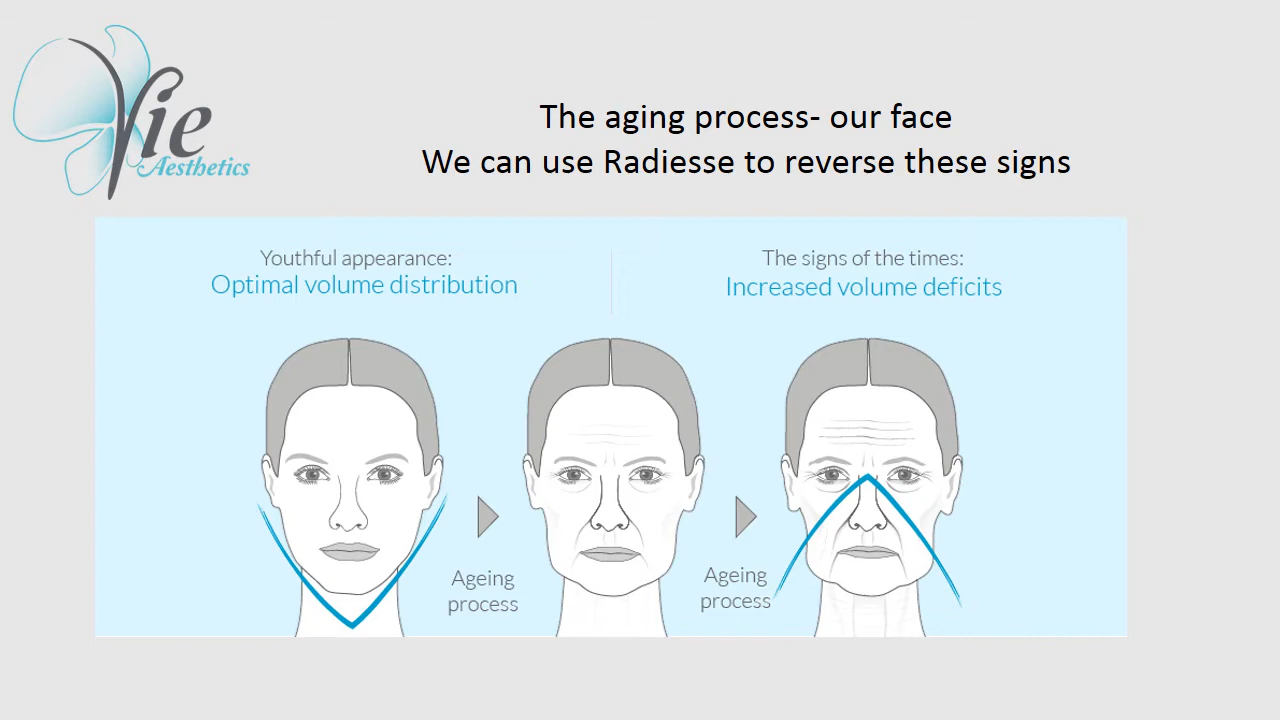 Vie
Aesthetics
The aging process- our face
We can use Radiesse to reverse these signs
Youthful appearance:
Optimal volume distribution
The signs of the times:
Increased volume deficits
Ageing
process
Ageing
process